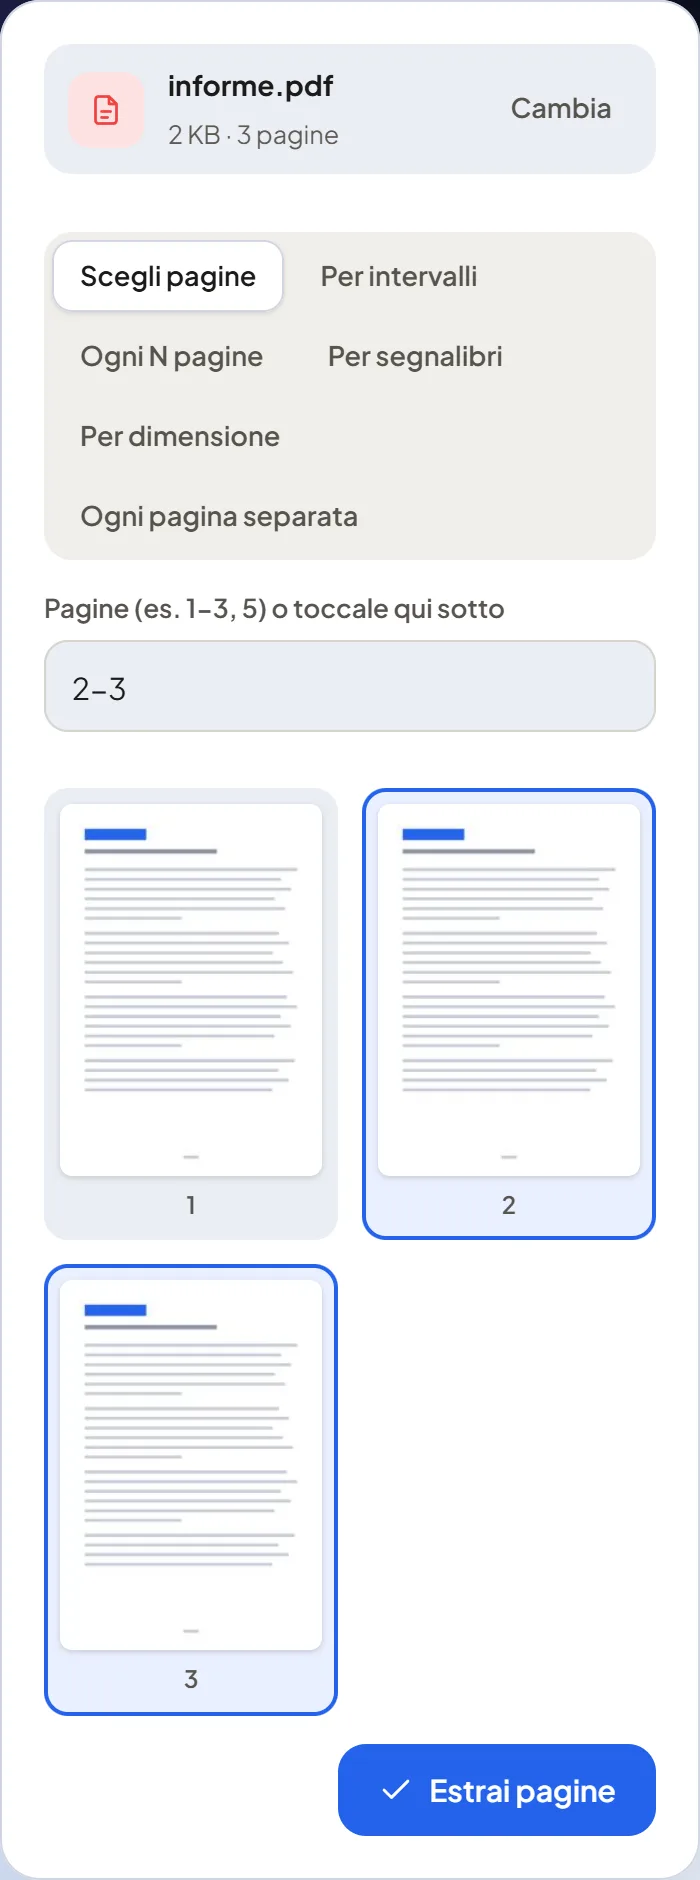 informe.pdf
2 KB · 3 pagine
Cambia
Scegli pagine
Per intervalli
Ogni N pagine
Per segnalibri
Per dimensione
Ogni pagina separata
Pagine (es. 1–3, 5) o toccale qui sotto
2–3
1
2
3
Estrai pagine